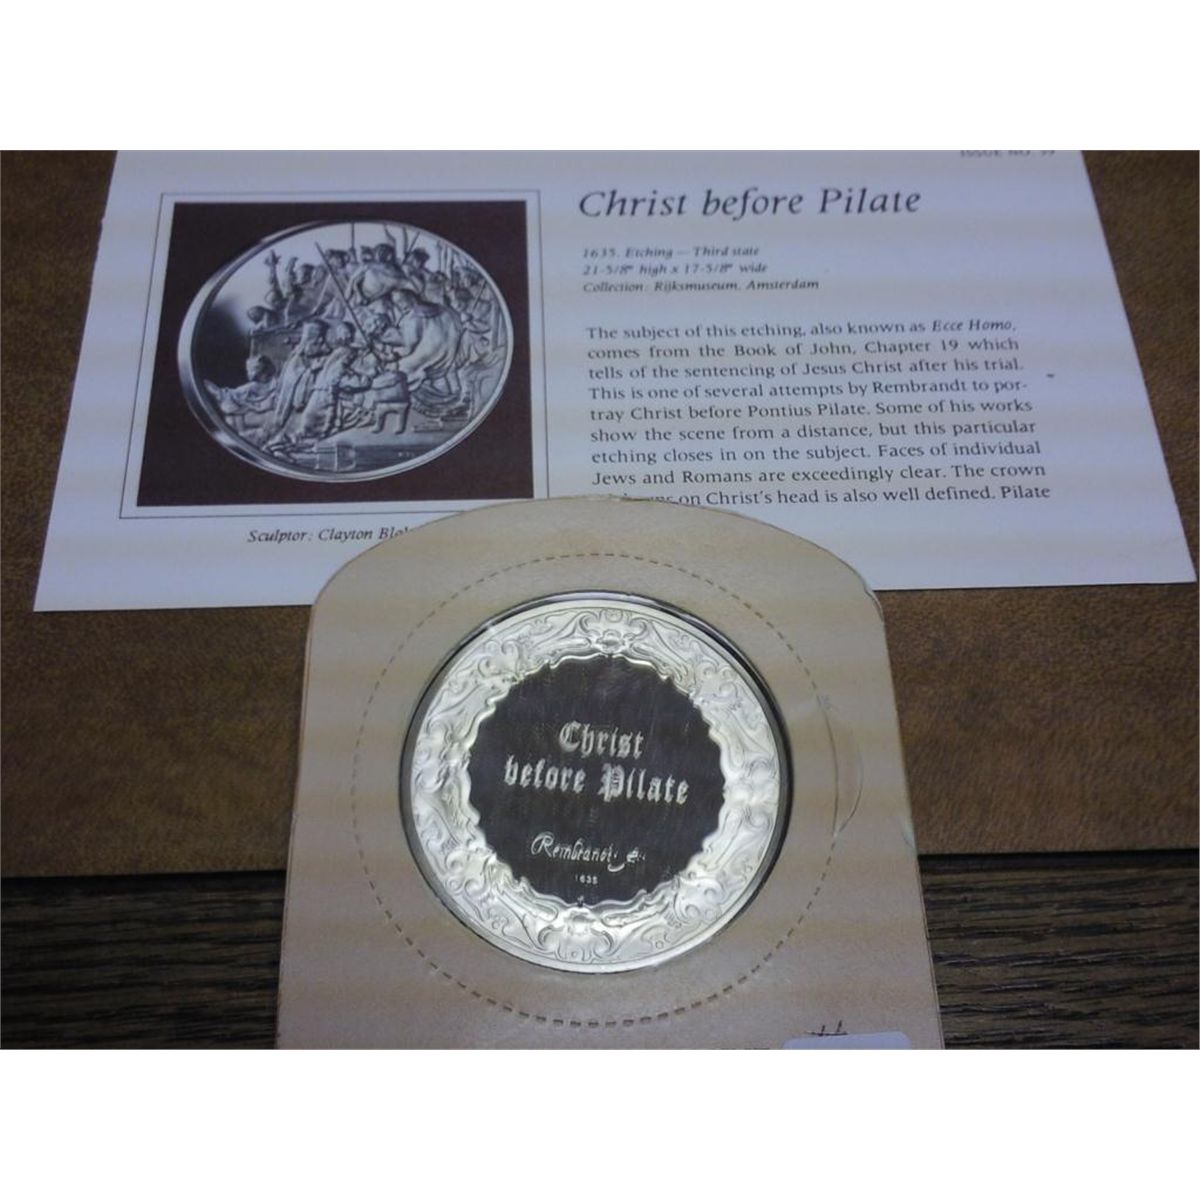 ISSUE NO.
Christ before Pilate
1635. Etching — Third state
21-5/8" high x 17-5/8" wide
Collection: Rijksmuseum, Amsterdam
The subject of this etching, also known as Ecce Homo,
comes from the Book of John, Chapter 19 which
tells of the sentencing of Jesus Christ after his trial.
This is one of several attempts by Rembrandt to por-
tray Christ before Pontius Pilate. Some of his works
show the scene from a distance, but this particular
etching closes in on the subject. Faces of individual
Jews and Romans are exceedingly clear. The crown
on Christ's head is also well defined. Pilate
Sculptor: Clayton
Christ
before Pilate
Rembrandt
1635